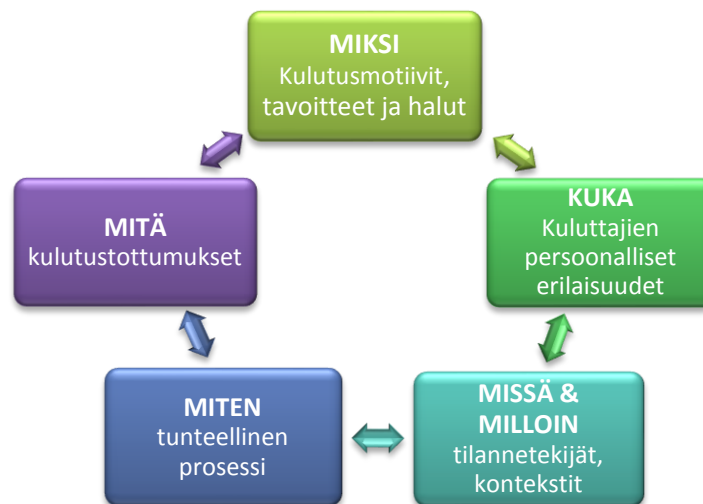 MIKSI
Kulutusmotiivit,
tavoitteet ja halut
KUKA
Kuluttajien
persoonalliset
erilaisuudet
MISSÄ &
MILLOIN
tilannetekijät,
kontekstit
MITEN
tunteellinen
prosessi
MITÄ
kulutustottumukset